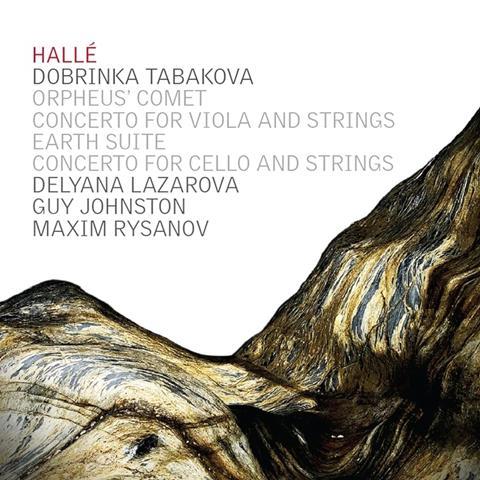 HALLÉ
DOBRINKA TABAKOVA
ORPHEUS' COMET
CONCERTO FOR VIOLA AND STRINGS
EARTH SUITE
CONCERTO FOR CELLO AND STRINGS
DELYANA LAZAROVA
GUY JOHNSTON
MAXIM RYSANOV